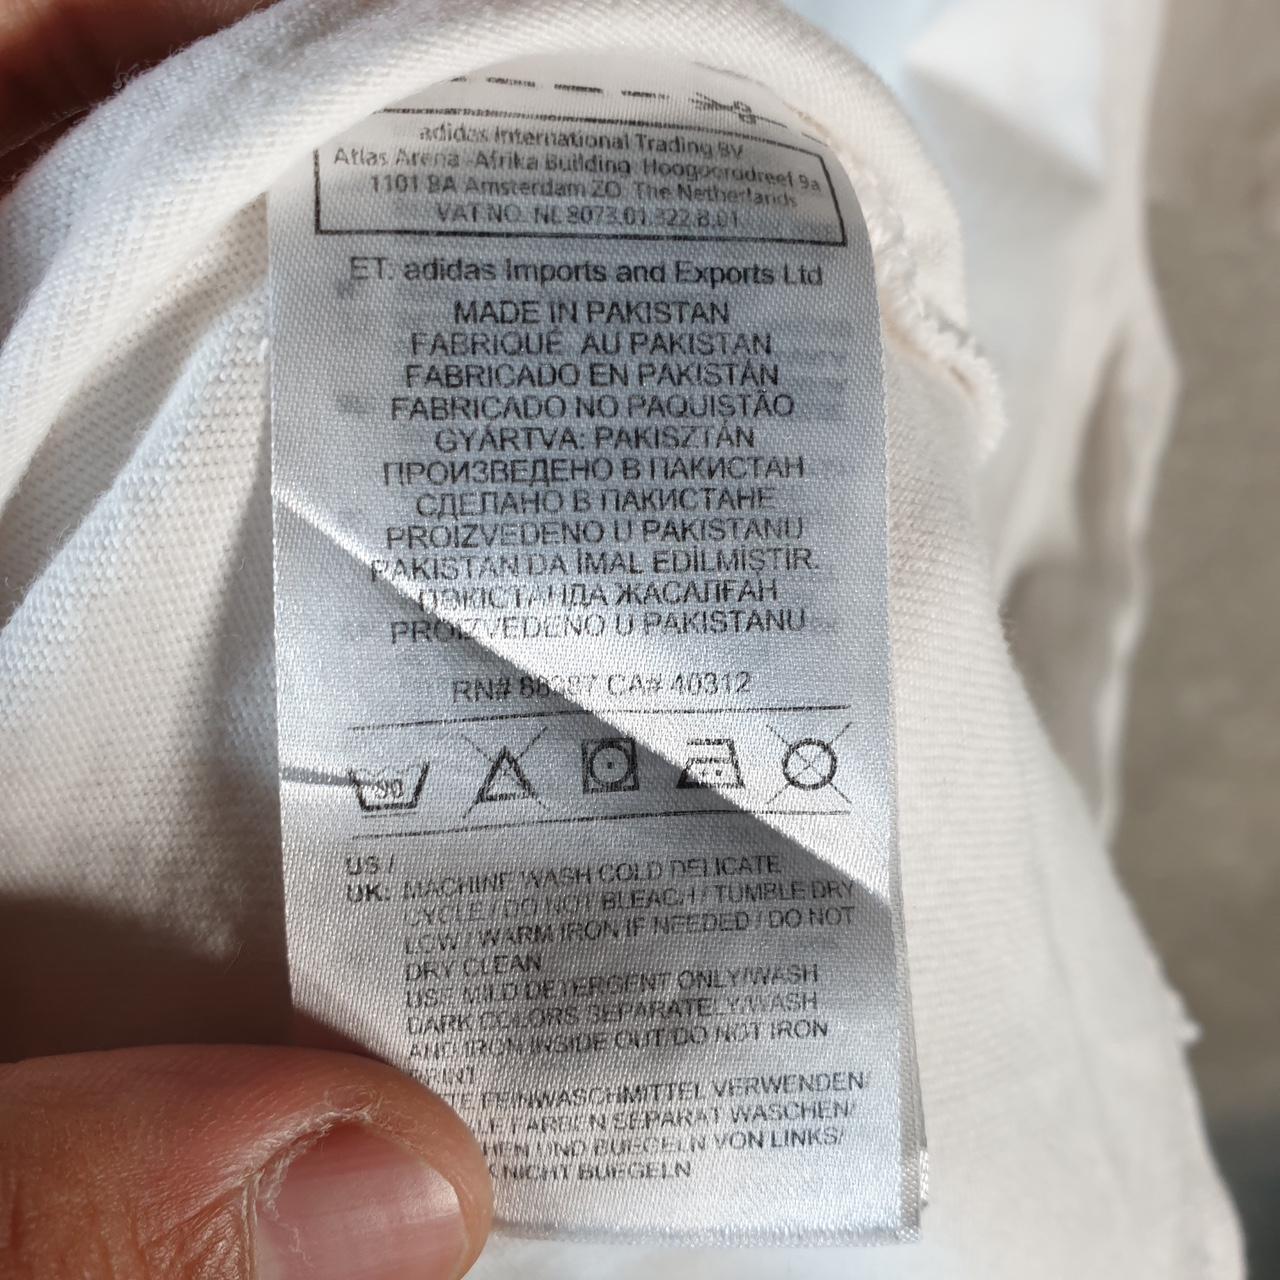 adidas International Trading BV
Atlas Arena -Afrika Building Hoogoorddreef 9a
1101 BA Amsterdam ZO. The Netherlands
VAT NO. NL 8073.01.322.B.01
ET: adidas Imports and Exports Ltd
MADE IN PAKISTAN
FABRIQUÉ AU PAKISTAN
FABRICADO EN PAKISTÁN
FABRICADO NO PAQUISTÃO
GYÁRTVA: PAKISZTÁN
ПРОИЗВЕДЕНО В ПАКИСТАН
СДЕЛАНО В ПАКИСТАНЕ
PROIZVEDENO U PAKISTANU
PAKISTAN DA İMAL EDİLMİŞTİR.
ПӘКІСТАНДА ЖАСАЛҒАН
PROIZVEDENO U PAKISTANU
RN# CA# 40312
30
US /
UK: MACHINE WASH COLD DELICATE
CYCLE / DO NOT BLEACH / TUMBLE DRY
LOW / WARM IRON IF NEEDED / DO NOT
DRY CLEAN
USE MILD DETERGENT ONLY/WASH
DARK COLORS SEPARATELY/WASH
AND IRON INSIDE OUT/DO NOT IRON
PRINT
FEINWASCHMITTEL VERWENDEN/
FARBEN SEPARAT WASCHEN/
UND BUEGELN VON LINKS/
NICHT BUEGELN